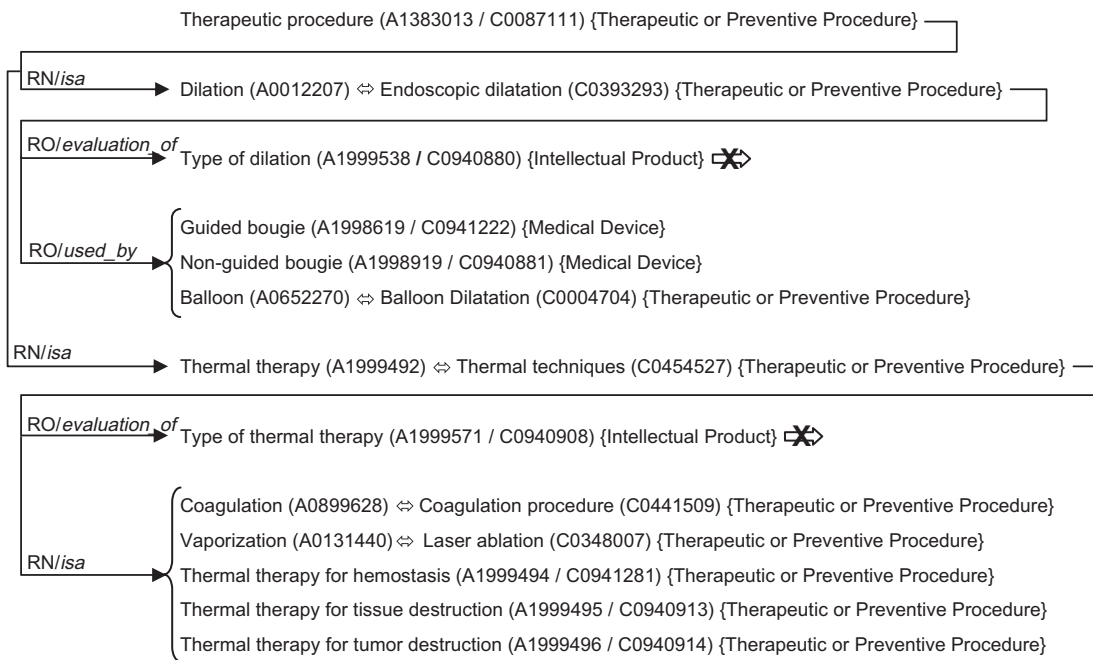 Therapeutic procedure (A1383013 / C0087111) {Therapeutic or Preventive Procedure}
RN/isa
Dilation (A0012207) ⇔ Endoscopic dilatation (C0393293) {Therapeutic or Preventive Procedure}
RO/evaluation_of
Type of dilation (A1999538 / C0940880) {Intellectual Product}
Guided bougie (A1998619 / C0941222) {Medical Device}
RO/used_by
Non-guided bougie (A1998919 / C0940881) {Medical Device}
Balloon (A0652270) ⇔ Balloon Dilatation (C0004704) {Therapeutic or Preventive Procedure}
RN/isa
Thermal therapy (A1999492) ⇔ Thermal techniques (C0454527) {Therapeutic or Preventive Procedure}
RO/evaluation_of
Type of thermal therapy (A1999571 / C0940908) {Intellectual Product}
Coagulation (A0899628) ⇔ Coagulation procedure (C0441509) {Therapeutic or Preventive Procedure}
Vaporization (A0131440) ⇔ Laser ablation (C0348007) {Therapeutic or Preventive Procedure}
RN/isa
Thermal therapy for hemostasis (A1999494 / C0941281) {Therapeutic or Preventive Procedure}
Thermal therapy for tissue destruction (A1999495 / C0940913) {Therapeutic or Preventive Procedure}
Thermal therapy for tumor destruction (A1999496 / C0940914) {Therapeutic or Preventive Procedure}